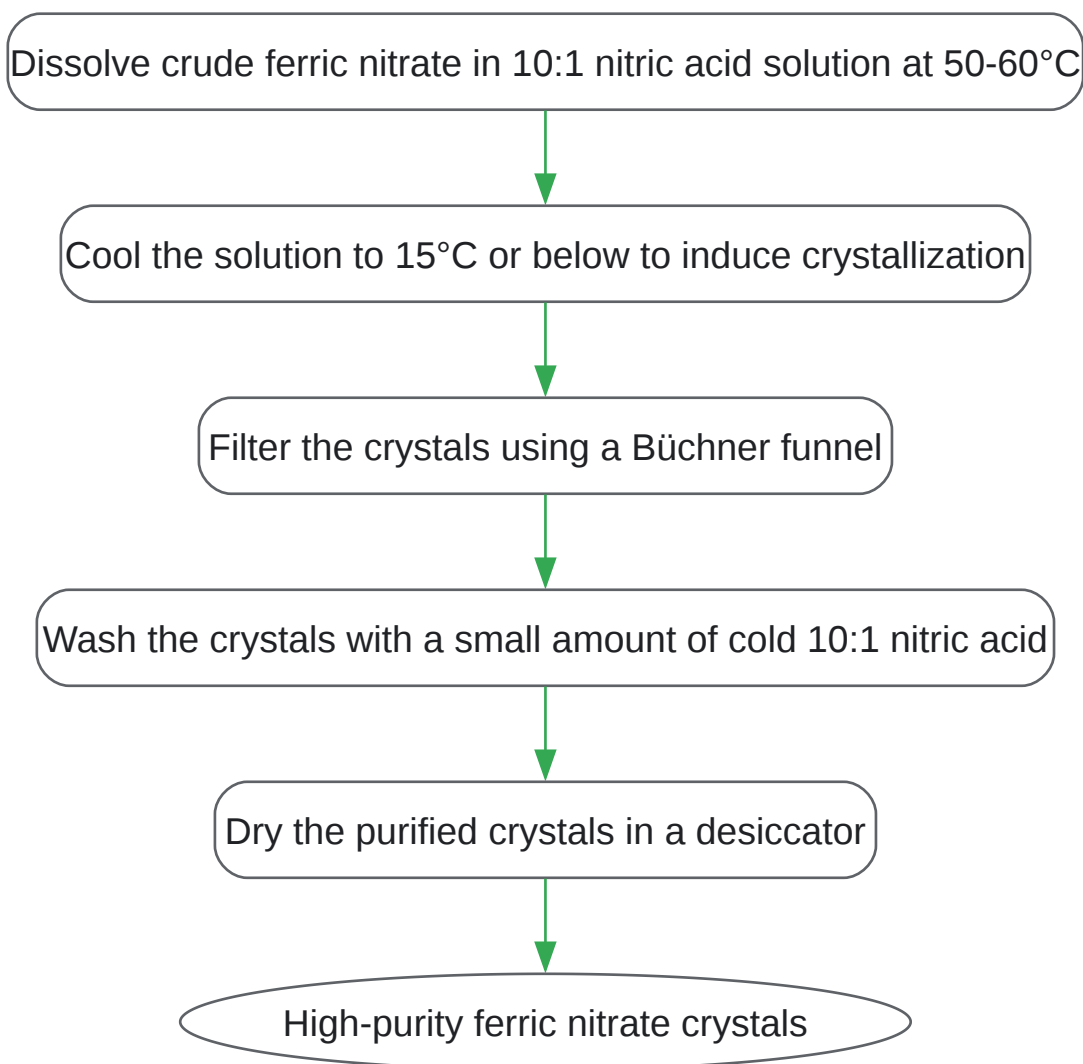 Dissolve crude ferric nitrate in 10:1 nitric acid solution at 50-60°C
Cool the solution to 15°C or below to induce crystallization
Filter the crystals using a Büchner funnel
Wash the crystals with a small amount of cold 10:1 nitric acid
Dry the purified crystals in a desiccator
High-purity ferric nitrate crystals